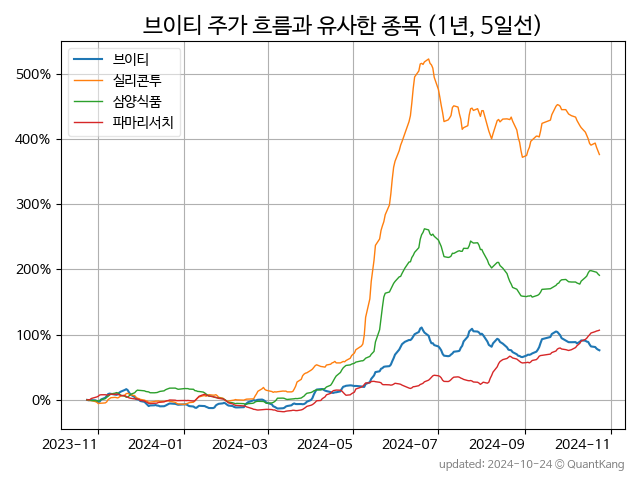 브이티 주가 흐름과 유사한 종목 (1년, 5일선)
브이티
실리콘투
삼양식품
파마리서치
500%
400%
300%
200%
100%
0%
2023-11 2024-01 2024-03 2024-05 2024-07 2024-09 2024-11
updated: 2024-10-24 © QuantKang